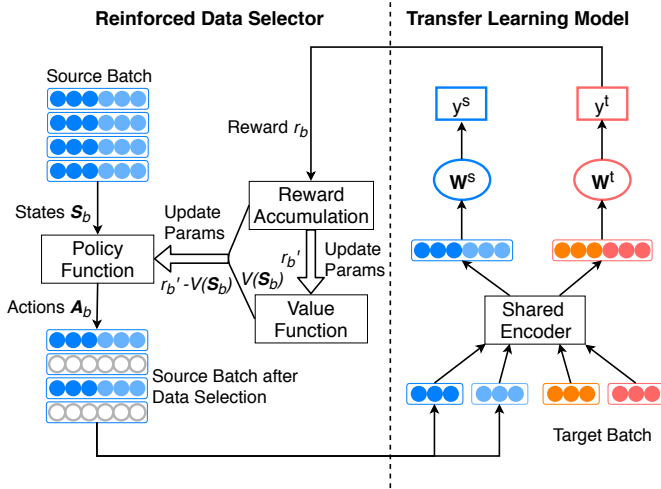 Reinforced Data Selector
Transfer Learning Model
Source Batch
y^s
y^t
Reward r_b
W^s
W^t
States S_b
Update
Params
Reward
Accumulation
Policy
Function
r_b'
Update
Params
r_b' -V(S_b)
V(S_b)
Value
Function
Shared
Encoder
Actions A_b
Source Batch after
Data Selection
Target Batch